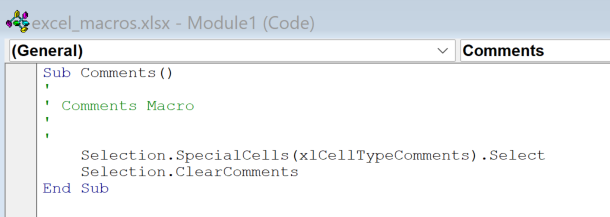 excel_macros.xlsx - Module1 (Code)
(General) Comments
Sub Comments()
'
' Comments Macro
'
'
    Selection.SpecialCells(xlCellTypeComments).Select
    Selection.ClearComments
End Sub